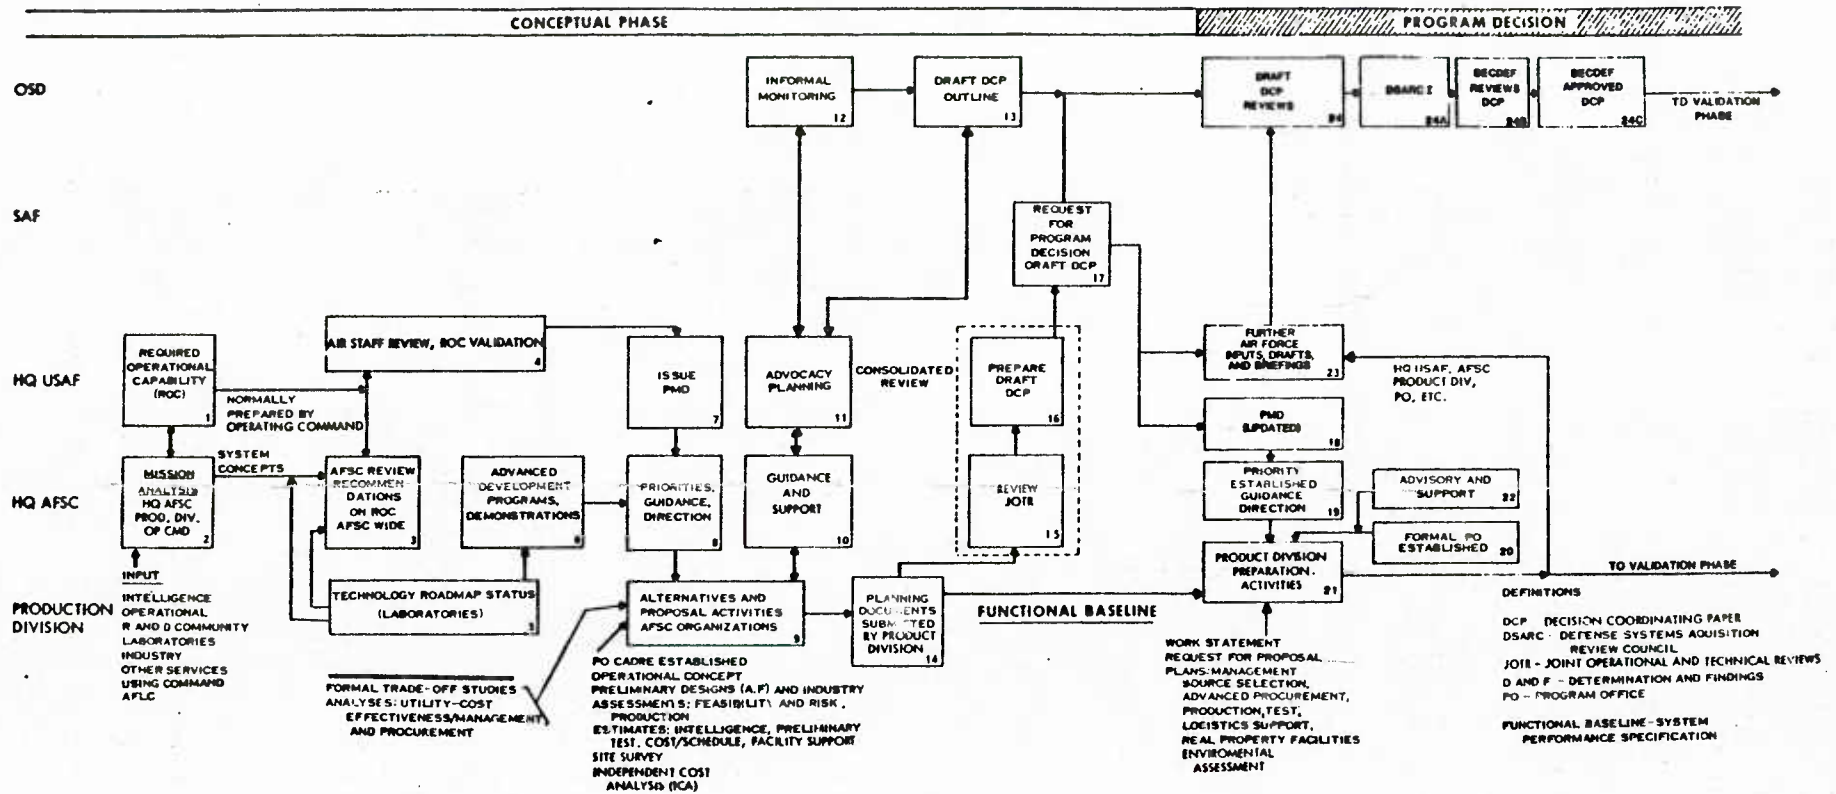 CONCEPTUAL PHASE
PROGRAM DECISION
OSD
INFORMAL
MONITORING
12
DRAFT DCP
OUTLINE
13
DRAFT
DCP
REVIEWS
24
DSARC I
24A
SECDEF
REVIEWS
DCP
24B
SECDEF
APPROVED
DCP
24C
TO VALIDATION
PHASE
SAF
REQUEST
FOR
PROGRAM
DECISION
DRAFT DCP
17
HQ USAF
REQUIRED
OPERATIONAL
CAPABILITY
(ROC)
1
NORMALLY
PREPARED BY
OPERATING COMMAND
AIR STAFF REVIEW, ROC VALIDATION
4
ISSUE
PMD
7
ADVOCACY
PLANNING
11
CONSOLIDATED
REVIEW
PREPARE
DRAFT
DCP
16
FURTHER
AIR FORCE
INPUTS, DRAFTS,
AND BRIEFINGS
23
HQ USAF, AFSC
PRODUCT DIV,
PO, ETC.
PMD
(UPDATED)
18
HQ AFSC
MISSION
ANALYSIS
HQ AFSC
PROD. DIV.
OP CMD
2
SYSTEM
CONCEPTS
AFSC REVIEW
RECOMMEN-
DATIONS
ON ROC
AFSC WIDE
3
ADVANCED
DEVELOPMENT
PROGRAMS,
DEMONSTRATIONS
6
PRIORITIES,
GUIDANCE,
DIRECTION
8
GUIDANCE
AND
SUPPORT
10
REVIEW
JOTR
15
PRIORITY
ESTABLISHED
GUIDANCE
DIRECTION
19
ADVISORY AND
SUPPORT
22
FORMAL PO
ESTABLISHED
20
PRODUCTION
DIVISION
INPUT
INTELLIGENCE
OPERATIONAL
R AND D COMMUNITY
LABORATORIES
INDUSTRY
OTHER SERVICES
USING COMMAND
AFLC
TECHNOLOGY ROADMAP STATUS
(LABORATORIES)
5
FORMAL TRADE-OFF STUDIES
ANALYSES: UTILITY-COST
EFFECTIVENESS/MANAGEMENT
AND PROCUREMENT
ALTERNATIVES AND
PROPOSAL ACTIVITIES
AFSC ORGANIZATIONS
9
PO CADRE ESTABLISHED
OPERATIONAL CONCEPT
PRELIMINARY DESIGNS (A.F) AND INDUSTRY
ASSESSMENTS: FEASIBILITY AND RISK,
PRODUCTION
ESTIMATES: INTELLIGENCE, PRELIMINARY
TEST, COST/SCHEDULE, FACILITY SUPPORT
SITE SURVEY
INDEPENDENT COST
ANALYSIS (ICA)
PLANNING
DOCUMENTS
SUBMITTED
BY PRODUCT
DIVISION
14
FUNCTIONAL BASELINE
PRODUCT DIVISION
PREPARATION
ACTIVITIES
21
TO VALIDATION PHASE
WORK STATEMENT
REQUEST FOR PROPOSAL
PLANS:MANAGEMENT
SOURCE SELECTION,
ADVANCED PROCUREMENT,
PRODUCTION,TEST,
LOGISTICS SUPPORT,
REAL PROPERTY FACILITIES
ENVIROMENTAL
ASSESSMENT
DEFINITIONS
DCP - DECISION COORDINATING PAPER
DSARC - DEFENSE SYSTEMS AQUISITION
REVIEW COUNCIL
JOTR - JOINT OPERATIONAL AND TECHNICAL REVIEWS
D AND F - DETERMINATION AND FINDINGS
PO - PROGRAM OFFICE
FUNCTIONAL BASELINE-SYSTEM
PERFORMANCE SPECIFICATION